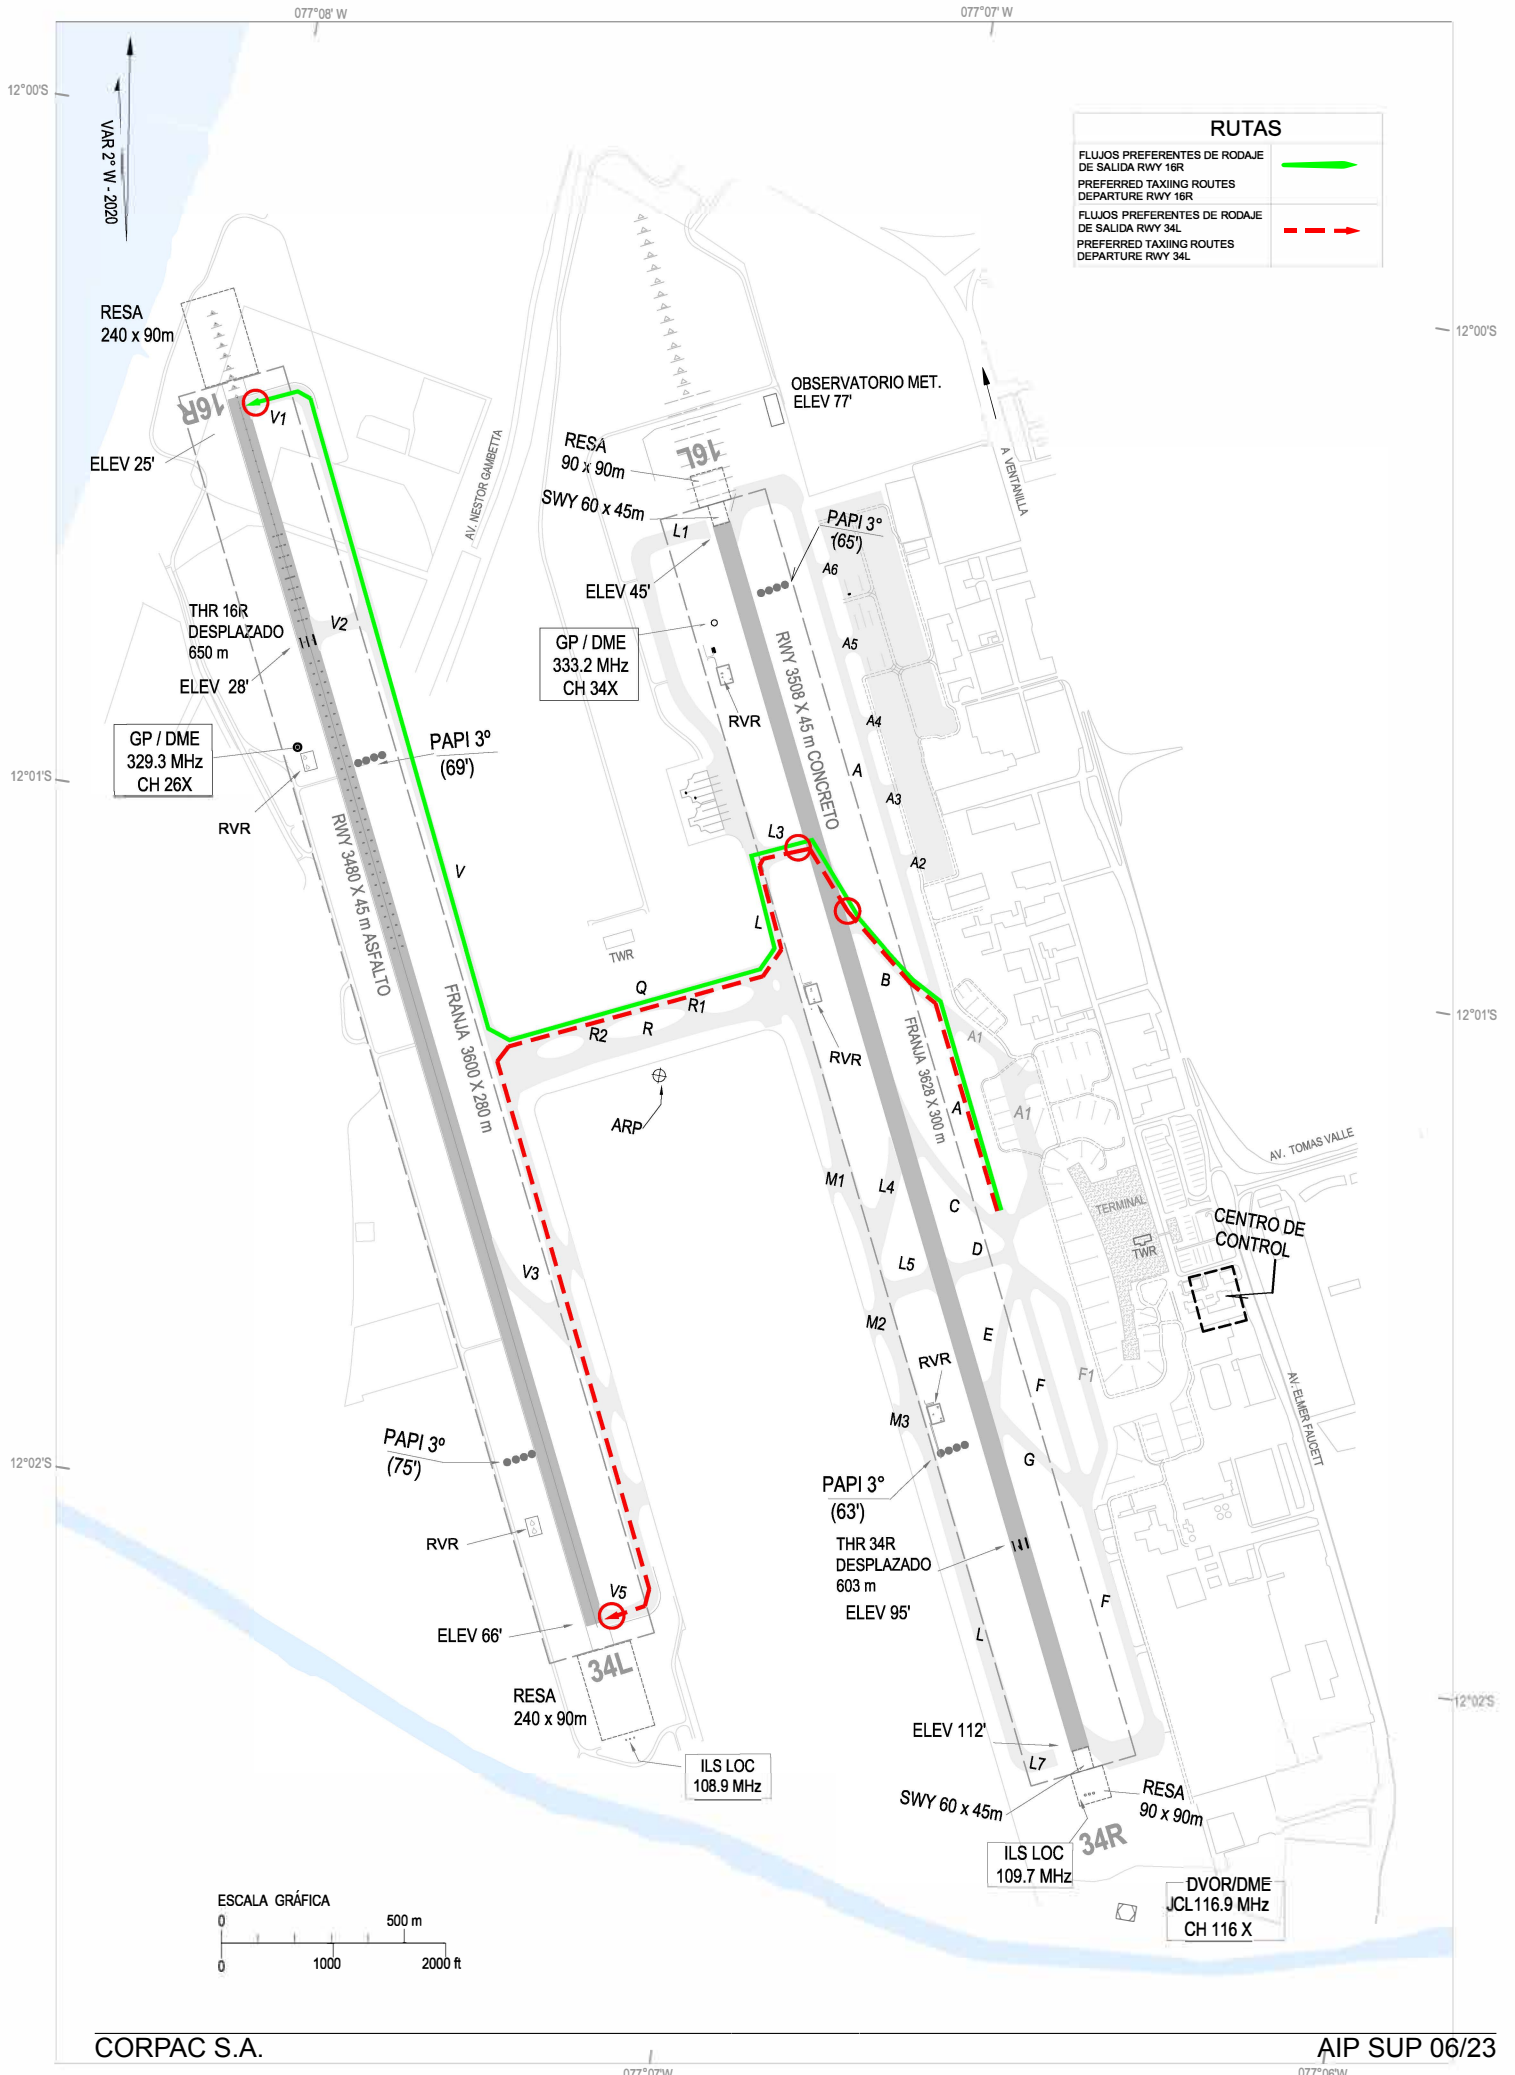 077°08' W
077°07' W
12°00'S
VAR 2° W - 2020
RUTAS
FLUJOS PREFERENTES DE RODAJE
DE SALIDA RWY 16R
PREFERRED TAXIING ROUTES
DEPARTURE RWY 16R
FLUJOS PREFERENTES DE RODAJE
DE SALIDA RWY 34L
PREFERRED TAXIING ROUTES
DEPARTURE RWY 34L
RESA
240 x 90m
12°00'S
16R
V1
ELEV 25'
AV. NESTOR GAMBETTA
OBSERVATORIO MET.
ELEV 77'
A VENTANILLA
RESA
90 x 90m
16L
SWY 60 x 45m
L1
PAPI 3°
(65')
A6
ELEV 45'
THR 16R
DESPLAZADO
650 m
V2
ELEV 28'
GP / DME
333.2 MHz
CH 34X
RVR
RWY 3508 X 45 m CONCRETO
A5
A4
A
A3
A2
GP / DME
329.3 MHz
CH 26X
PAPI 3º
(69')
12°01'S
RVR
RWY 3480 X 45 m ASFALTO
V
L3
L
TWR
Q
R1
R2
R
B
RVR
FRANJA 3600 X 280 m
FRANJA 3628 X 300 m
A1
12°01'S
ARP
A
A1
AV. TOMAS VALLE
M1
L4
C
TERMINAL
TWR
CENTRO DE
CONTROL
D
L5
V3
M2
E
RVR
F
F1
AV. ELMER FAUCETT
M3
G
PAPI 3º
(75')
12°02'S
PAPI 3°
(63')
RVR
THR 34R
DESPLAZADO
603 m
ELEV 95'
V5
F
L
ELEV 66'
34L
RESA
240 x 90m
12°02'S
ELEV 112'
L7
ILS LOC
108.9 MHz
SWY 60 x 45m
RESA
90 x 90m
34R
ILS LOC
109.7 MHz
DVOR/DME
JCL116.9 MHz
CH 116 X
ESCALA GRÁFICA
0
500 m
0
1000
2000 ft
CORPAC S.A.
AIP SUP 06/23
077°07'W
077°06'W